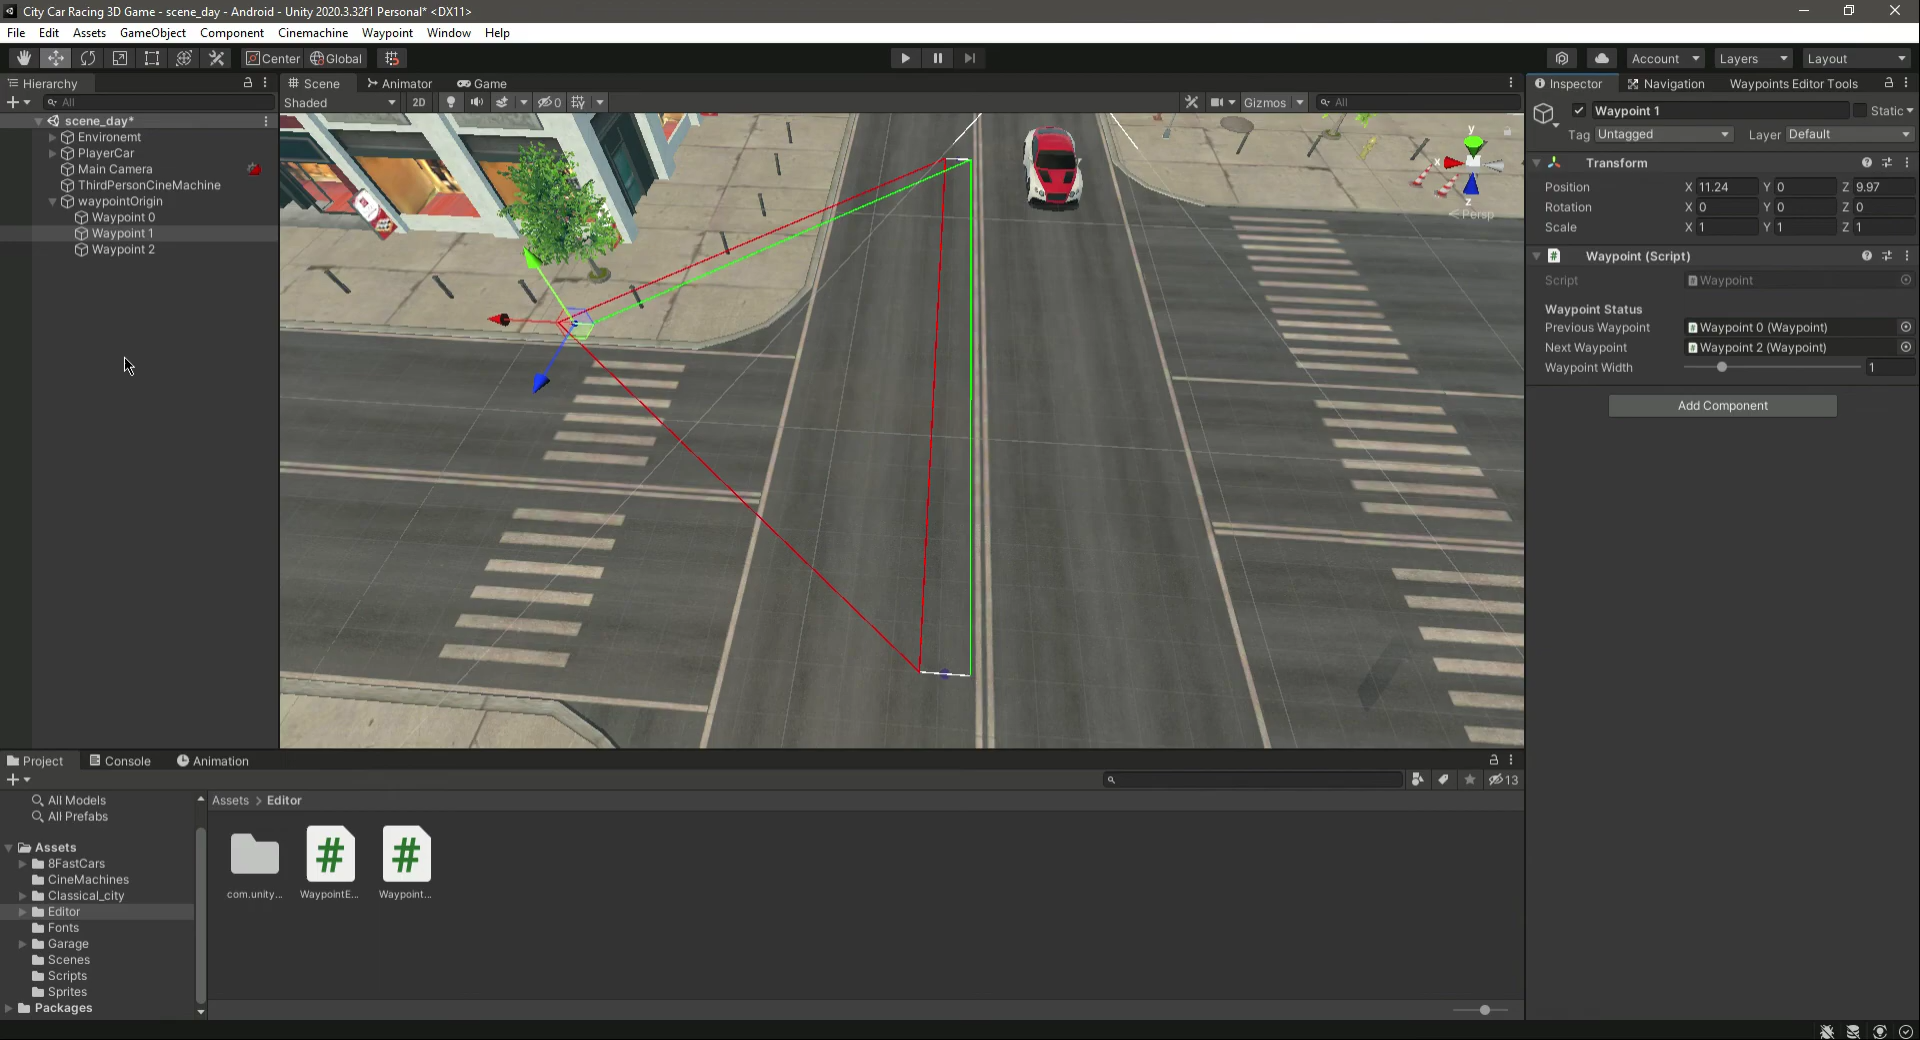 City Car Racing 3D Game - scene_day - Android - Unity 2020.3.32f1 Personal* <DX11>
File Edit Assets GameObject Component Cinemachine Waypoint Window Help
Center Global Account Layers Layout
Hierarchy
All
scene_day*
Environemt
PlayerCar
Main Camera
ThirdPersonCineMachine
waypointOrigin
Waypoint 0
Waypoint 1
Waypoint 2
Scene Animator Game
Shaded 2D 0 Gizmos All
y
x
z
Persp
Inspector Navigation Waypoints Editor Tools
Waypoint 1 Static
Tag Untagged Layer Default
Transform
Position X 11.24 Y 0 Z 9.97
Rotation X 0 Y 0 Z 0
Scale X 1 Y 1 Z 1
# Waypoint (Script)
Script Waypoint
Waypoint Status
Previous Waypoint Waypoint 0 (Waypoint)
Next Waypoint Waypoint 2 (Waypoint)
Waypoint Width 1
Add Component
Project Console Animation
13
All Models
All Prefabs
Assets
8FastCars
CineMachines
Classical_city
Editor
Fonts
Garage
Scenes
Scripts
Sprites
Packages
Assets > Editor
# #
com.unity... WaypointE... Waypoint...